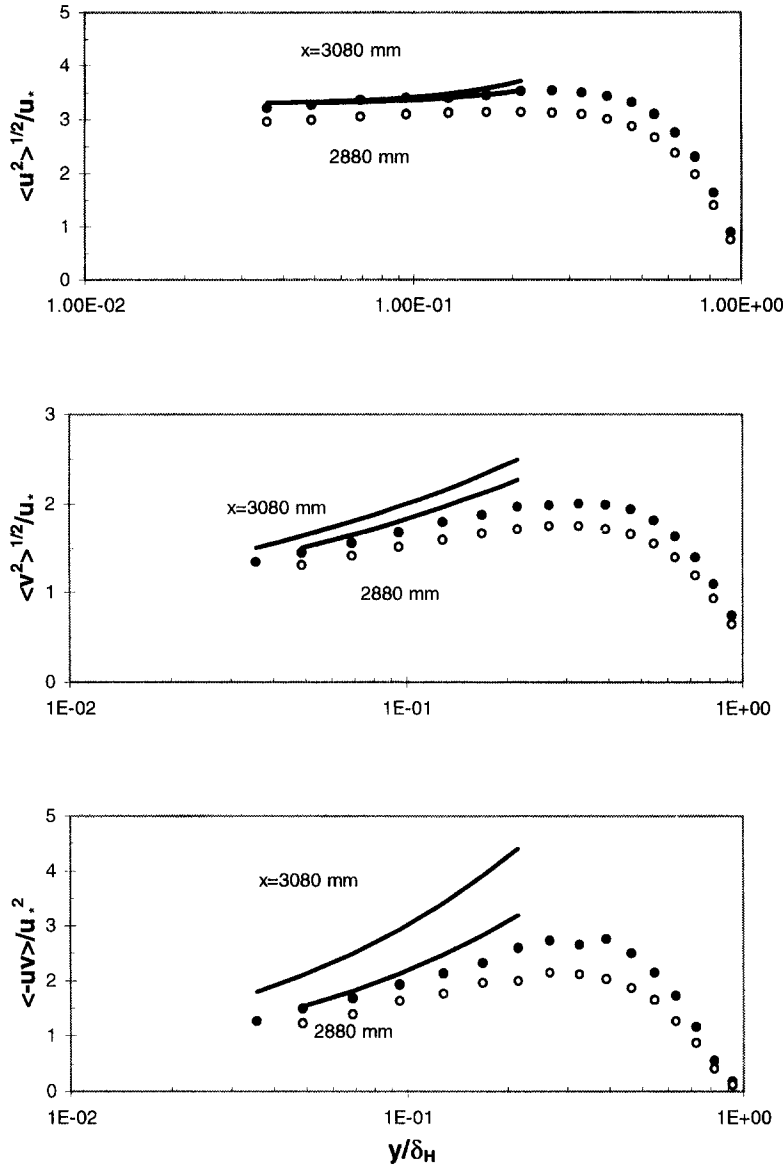 5
4
3
2
1
0
<u²>¹/²/u*
x=3080 mm
2880 mm
1.00E-02
1.00E-01
1.00E+00
3
2
1
0
<v²>¹/²/u*
x=3080 mm
2880 mm
1E-02
1E-01
1E+00
5
4
3
2
1
0
<-uv>/u*²
x=3080 mm
2880 mm
1E-02
1E-01
1E+00
y/δH